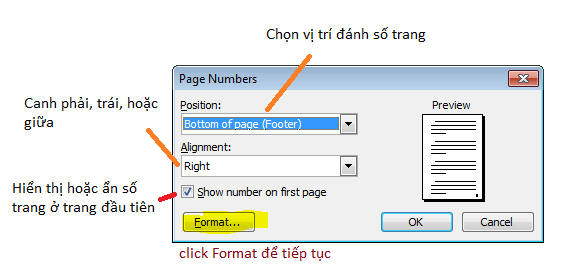 Chọn vị trí đánh số trang
Page Numbers
Canh phải, trái, hoặc
giữa
Position:
Preview
Bottom of page (Footer)
Alignment:
Right
Hiển thị hoặc ẩn số
trang ở trang đầu tiên
Show number on first page
Format...
OK
Cancel
click Format để tiếp tục